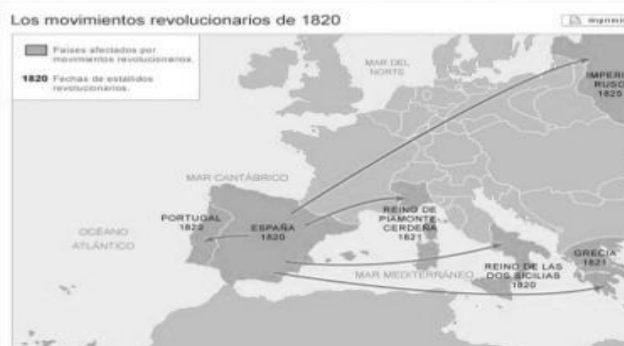 Los movimientos revolucionarios de 1820
Imprimir
Países afectados por
movimientos revolucionarios.
1820 Fechas de estallidos
revolucionarios.
MAR DEL
NORTE
IMPERIO
RUSO
1825
MAR CANTÁBRICO
PORTUGAL
1820
ESPAÑA
1820
REINO DE
PIAMONTE-
CERDEÑA
1821
OCÉANO
ATLÁNTICO
MAR MEDITERRÁNEO
REINO DE LAS
DOS SICILIAS
1820
GRECIA
1821